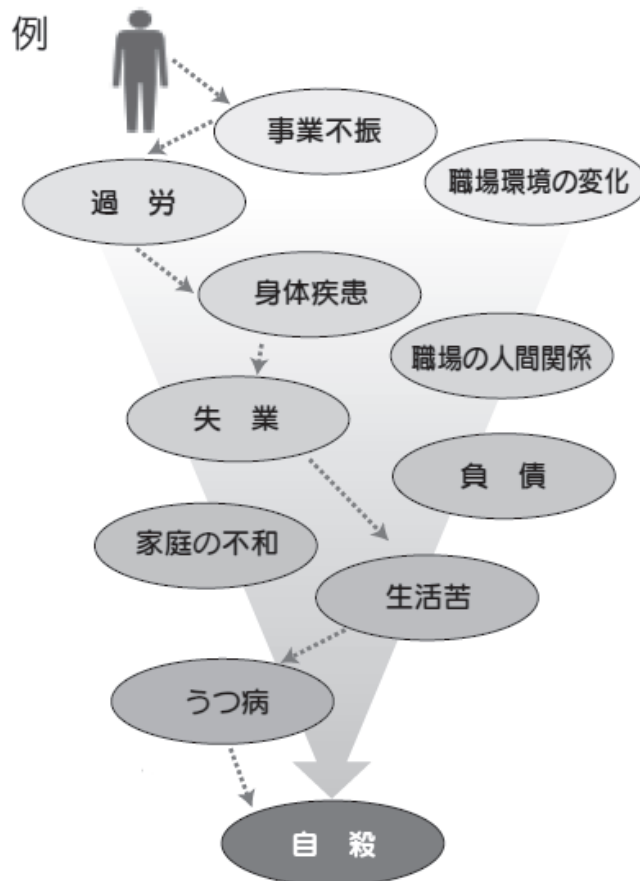 例
事業不振
職場環境の変化
過　労
身体疾患
職場の人間関係
失　業
負　債
家庭の不和
生活苦
うつ病
自　殺